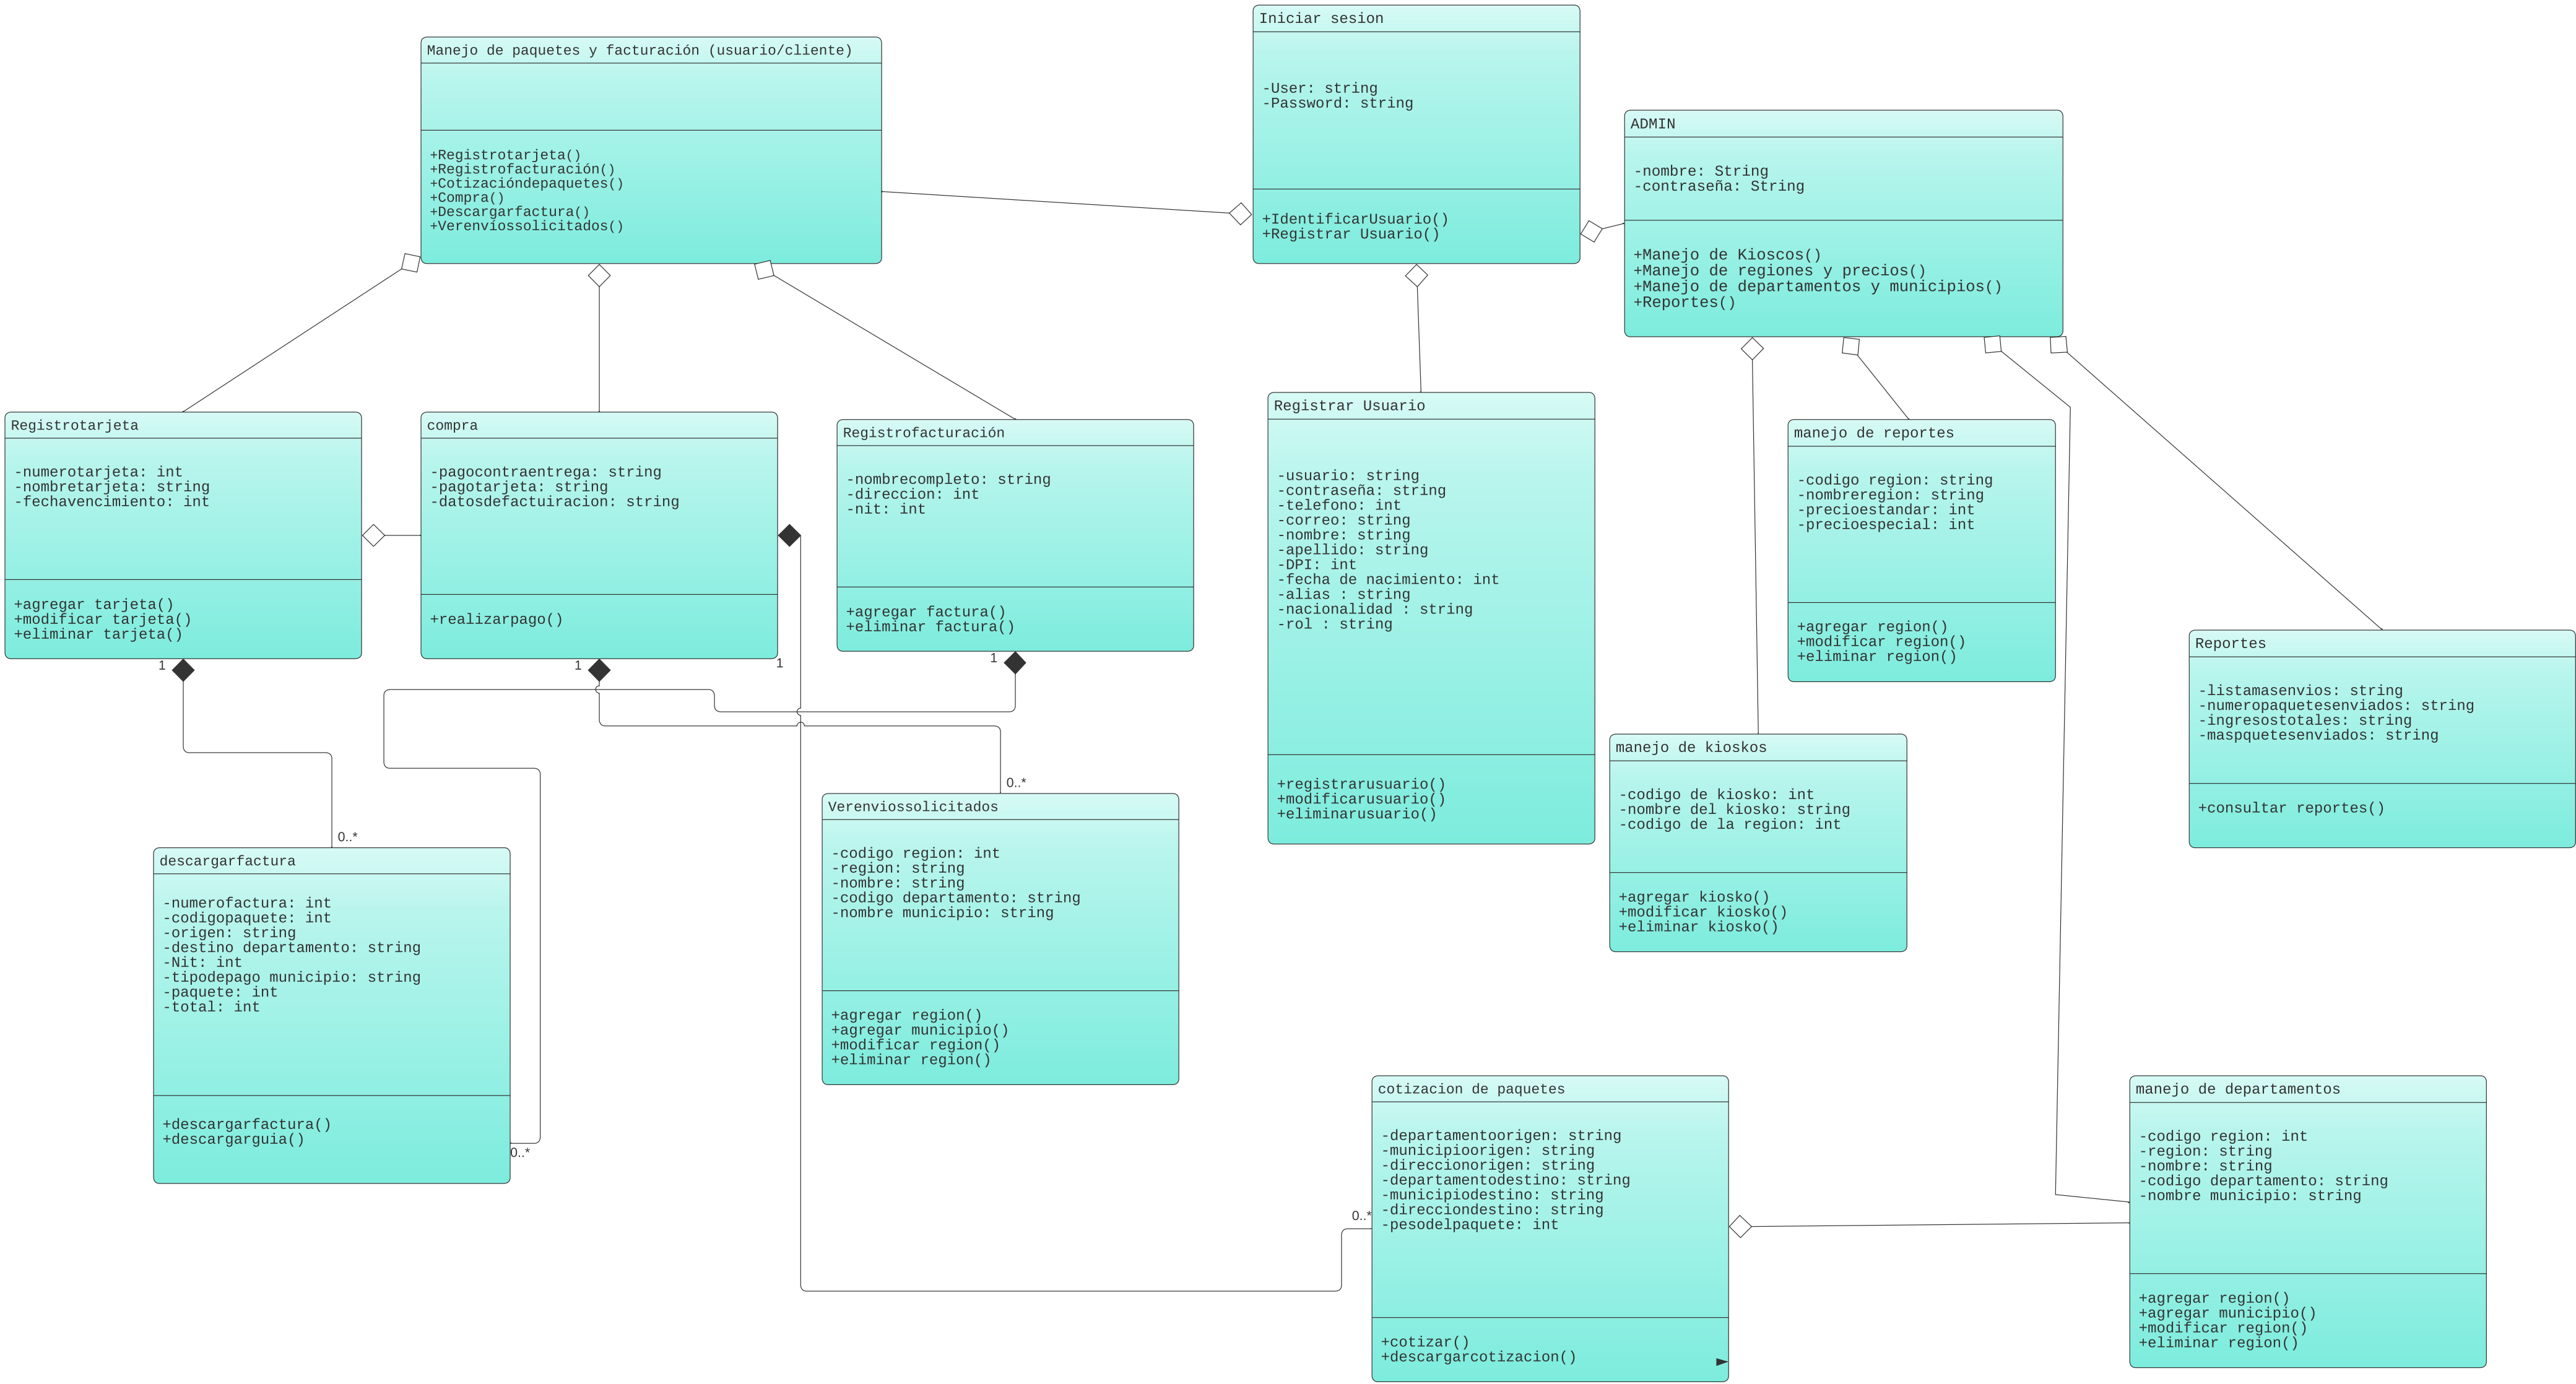 Manejo de paquetes y facturación (usuario/cliente)
+Registrotarjeta()
+Registrofacturación()
+Cotizacióndepaquetes()
+Compra()
+Descargarfactura()
+Verenviossolicitados()
Iniciar sesion
-User: string
-Password: string
+IdentificarUsuario()
+Registrar Usuario()
ADMIN
-nombre: String
-contraseña: String
+Manejo de Kioscos()
+Manejo de regiones y precios()
+Manejo de departamentos y municipios()
+Reportes()
Registrotarjeta
-numerotarjeta: int
-nombretarjeta: string
-fechavencimiento: int
+agregar tarjeta()
+modificar tarjeta()
+eliminar tarjeta()
1
compra
-pagocontraentrega: string
-pagotarjeta: string
-datosdefactuiracion: string
+realizarpago()
1
1
Registrofacturación
-nombrecompleto: string
-direccion: int
-nit: int
+agregar factura()
+eliminar factura()
1
Registrar Usuario
-usuario: string
-contraseña: string
-telefono: int
-correo: string
-nombre: string
-apellido: string
-DPI: int
-fecha de nacimiento: int
-alias : string
-nacionalidad : string
-rol : string
+registrarusuario()
+modificarusuario()
+eliminarusuario()
manejo de reportes
-codigo region: string
-nombreregion: string
-precioestandar: int
-precioespecial: int
+agregar region()
+modificar region()
+eliminar region()
Reportes
-listamasenvios: string
-numeropaquetesenviados: string
-ingresostotales: string
-maspquetesenviados: string
+consultar reportes()
manejo de kioskos
-codigo de kiosko: int
-nombre del kiosko: string
-codigo de la region: int
+agregar kiosko()
+modificar kiosko()
+eliminar kiosko()
0..*
Verenviossolicitados
-codigo region: int
-region: string
-nombre: string
-codigo departamento: string
-nombre municipio: string
+agregar region()
+agregar municipio()
+modificar region()
+eliminar region()
0..*
descargarfactura
-numerofactura: int
-codigopaquete: int
-origen: string
-destino departamento: string
-Nit: int
-tipodepago municipio: string
-paquete: int
-total: int
+descargarfactura()
+descargarguia()
0..*
0..*
cotizacion de paquetes
-departamentoorigen: string
-municipioorigen: string
-direccionorigen: string
-departamentodestino: string
-municipiodestino: string
-direcciondestino: string
-pesodelpaquete: int
+cotizar()
+descargarcotizacion()
manejo de departamentos
-codigo region: int
-region: string
-nombre: string
-codigo departamento: string
-nombre municipio: string
+agregar region()
+agregar municipio()
+modificar region()
+eliminar region()